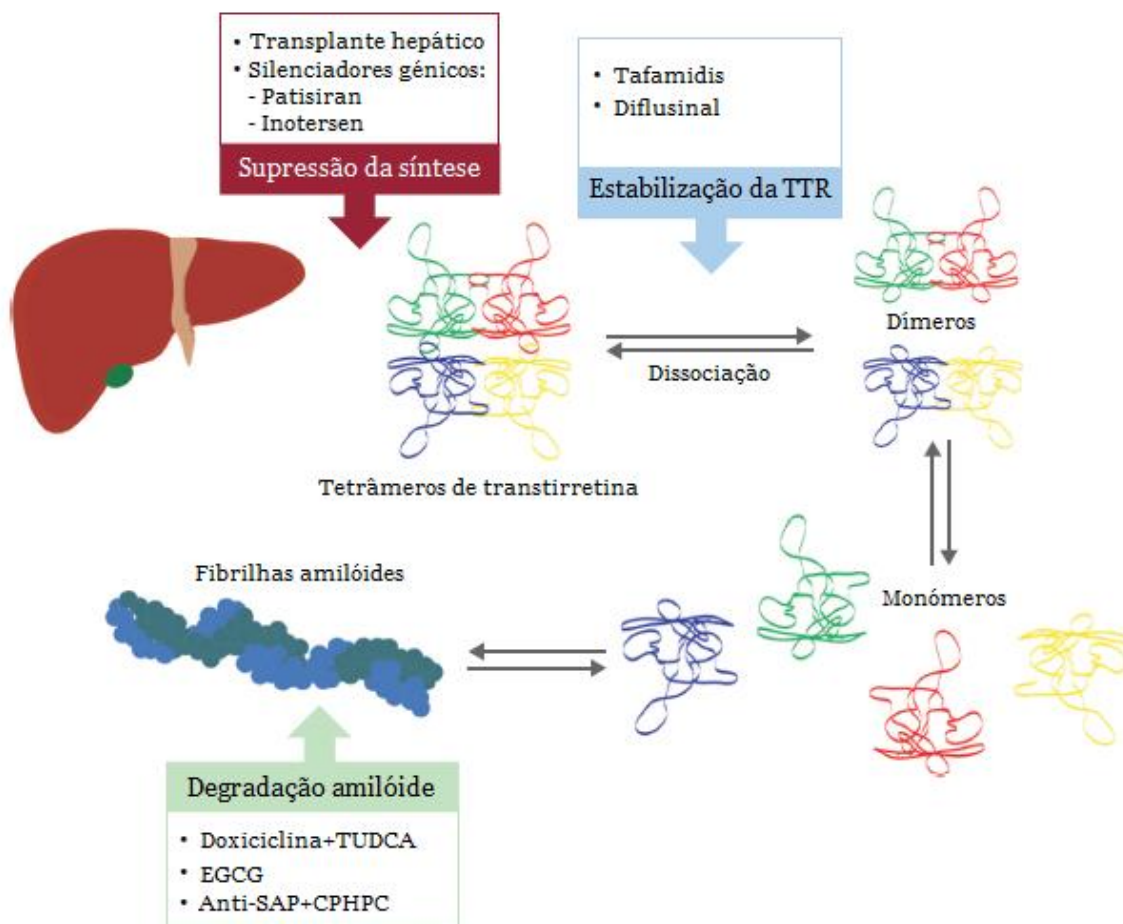 • Transplante hepático
• Silenciadores génicos:
- Patisiran
- Inotersen
Supressão da síntese
• Tafamidis
• Diflusinal
Estabilização da TTR
Dímeros
Dissociação
Tetrâmeros de transtirretina
Fibrilhas amilóides
Monómeros
Degradação amilóide
• Doxiciclina+TUDCA
• EGCG
• Anti-SAP+CPHPC